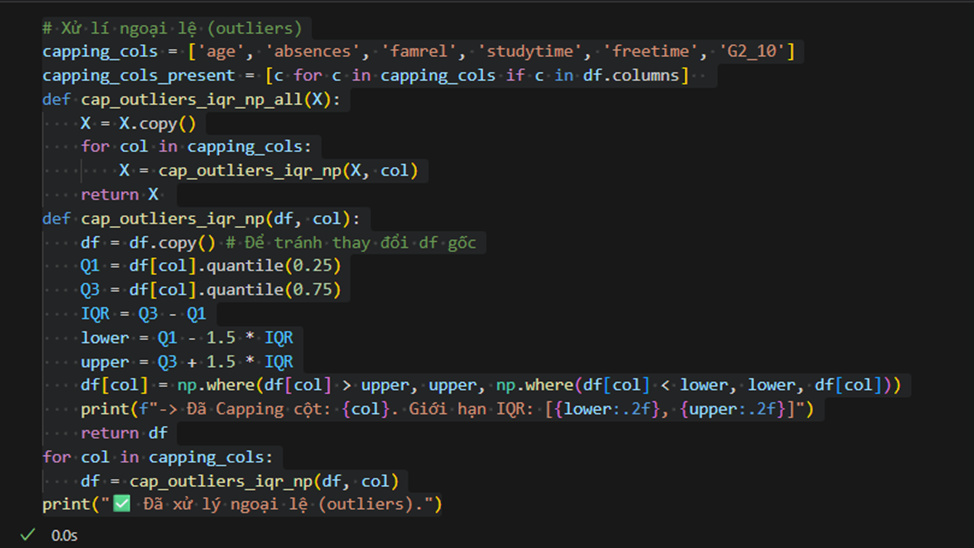 # Xử lí ngoại lệ (outliers)
capping_cols = ['age', 'absences', 'famrel', 'studytime', 'freetime', 'G2_10']
capping_cols_present = [c for c in capping_cols if c in df.columns]
def cap_outliers_iqr_np_all(X):
    X = X.copy()
    for col in capping_cols:
        X = cap_outliers_iqr_np(X, col)
    return X
def cap_outliers_iqr_np(df, col):
    df = df.copy() # Để tránh thay đổi df gốc
    Q1 = df[col].quantile(0.25)
    Q3 = df[col].quantile(0.75)
    IQR = Q3 - Q1
    lower = Q1 - 1.5 * IQR
    upper = Q3 + 1.5 * IQR
    df[col] = np.where(df[col] > upper, upper, np.where(df[col] < lower, lower, df[col]))
    print(f"-> Đã Capping cột: {col}. Giới hạn IQR: [{lower:.2f}, {upper:.2f}]")
    return df
for col in capping_cols:
    df = cap_outliers_iqr_np(df, col)
print("✅ Đã xử lý ngoại lệ (outliers).")
✓ 0.0s